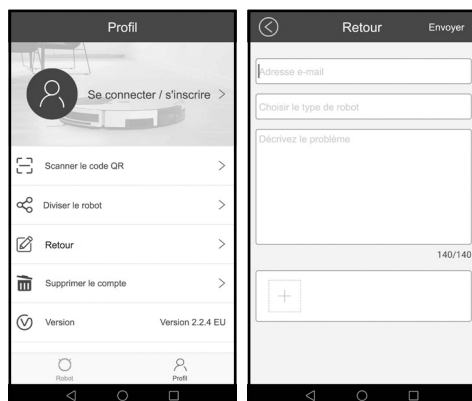 Profil
Se connecter / s'inscrire >
Scanner le code QR
Diviser le robot
Retour
Supprimer le compte
Version Version 2.2.4 EU
Robot Profil
Retour Envoyer
Adresse e-mail
Choisir le type de robot
Décrivez le problème
140/140